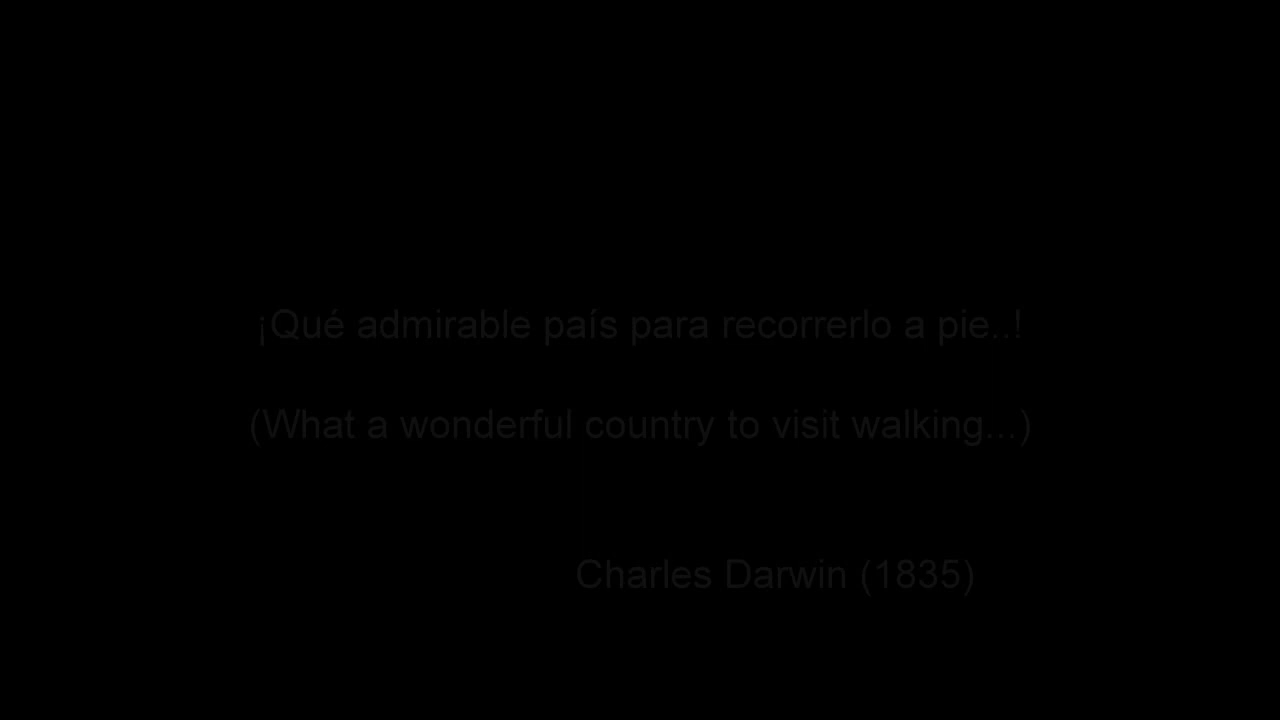 ¡Qué admirable país para recorrerlo a pie..!
(What a wonderful country to visit walking...)
Charles Darwin (1835)